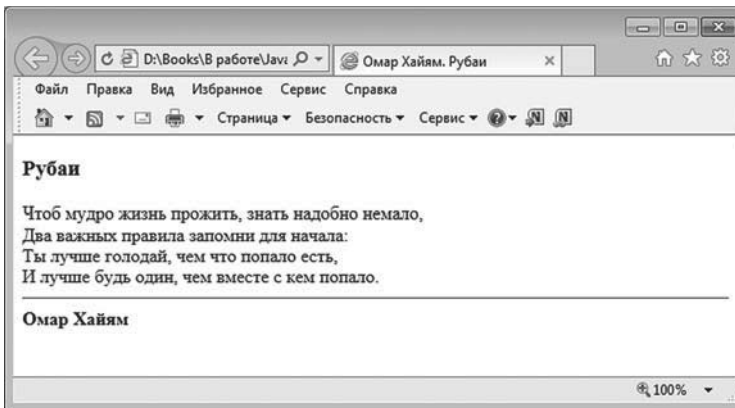 D:\Books\В работе\Java
Омар Хайям. Рубаи
Файл Правка Вид Избранное Сервис Справка
Страница Безопасность Сервис
Рубаи
Чтоб мудро жизнь прожить, знать надобно немало,
Два важных правила запомни для начала:
Ты лучше голодай, чем что попало есть,
И лучше будь один, чем вместе с кем попало.
Омар Хайям
100%